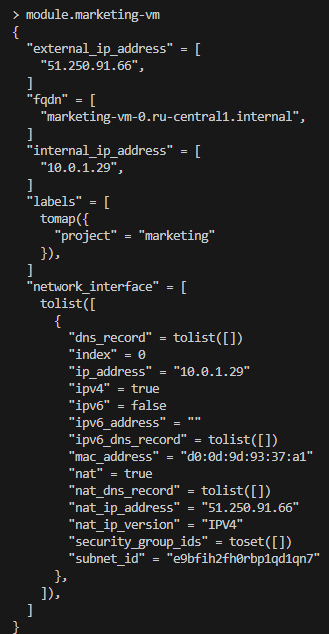 > module.marketing-vm
{
  "external_ip_address" = [
    "51.250.91.66",
  ]
  "fqdn" = [
    "marketing-vm-0.ru-central1.internal",
  ]
  "internal_ip_address" = [
    "10.0.1.29",
  ]
  "labels" = [
    tomap({
      "project" = "marketing"
    }),
  ]
  "network_interface" = [
    tolist([
      {
        "dns_record" = tolist([])
        "index" = 0
        "ip_address" = "10.0.1.29"
        "ipv4" = true
        "ipv6" = false
        "ipv6_address" = ""
        "ipv6_dns_record" = tolist([])
        "mac_address" = "d0:0d:9d:93:37:a1"
        "nat" = true
        "nat_dns_record" = tolist([])
        "nat_ip_address" = "51.250.91.66"
        "nat_ip_version" = "IPV4"
        "security_group_ids" = toset([])
        "subnet_id" = "e9bfih2fh0rbp1qd1qn7"
      },
    ]),
  ]
}